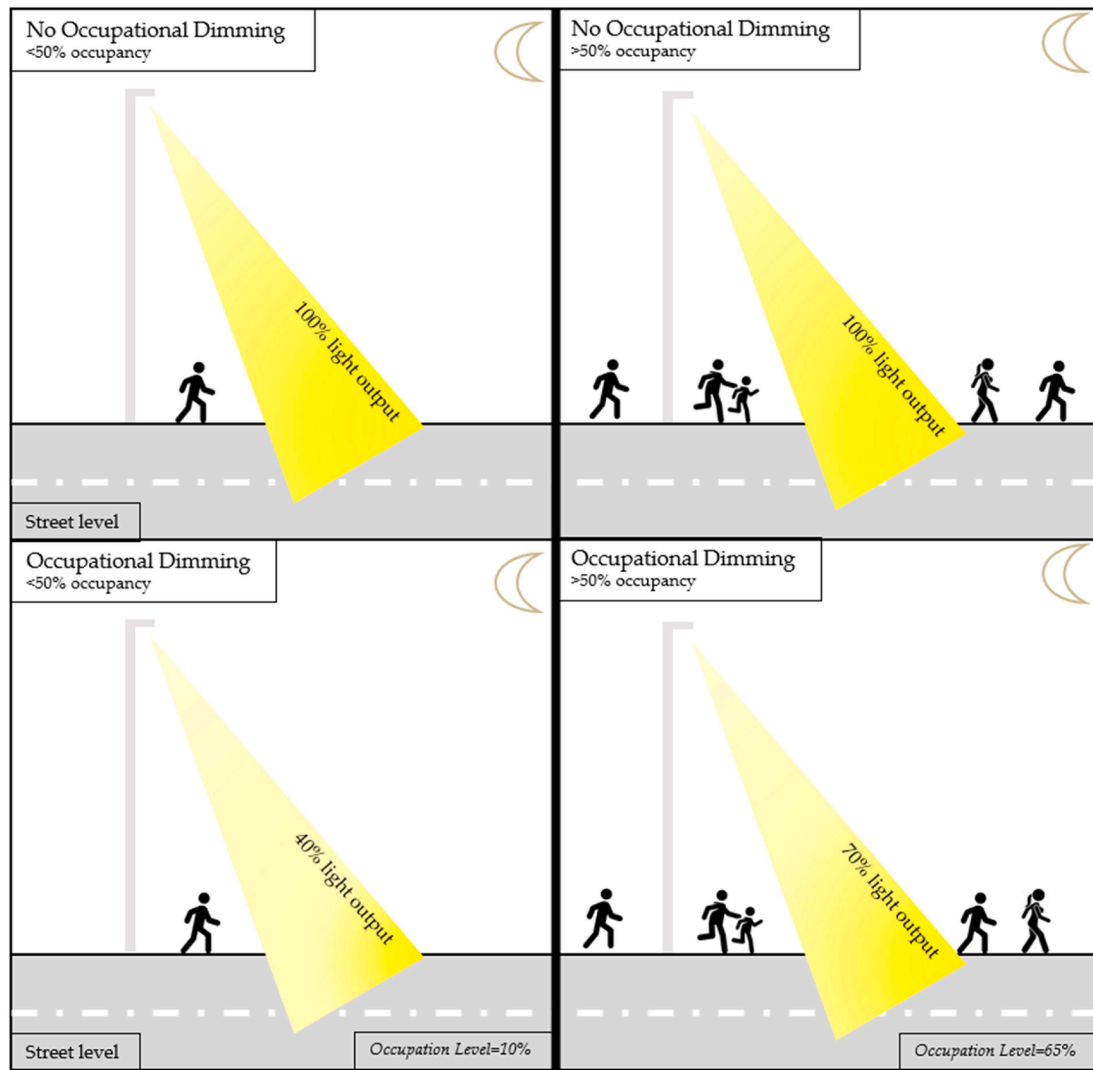 No Occupational Dimming
<50% occupancy
100% light output
Street level
No Occupational Dimming
>50% occupancy
100% light output
Occupational Dimming
<50% occupancy
40% light output
Street level
Occupation Level=10%
Occupational Dimming
>50% occupancy
70% light output
Occupation Level=65%